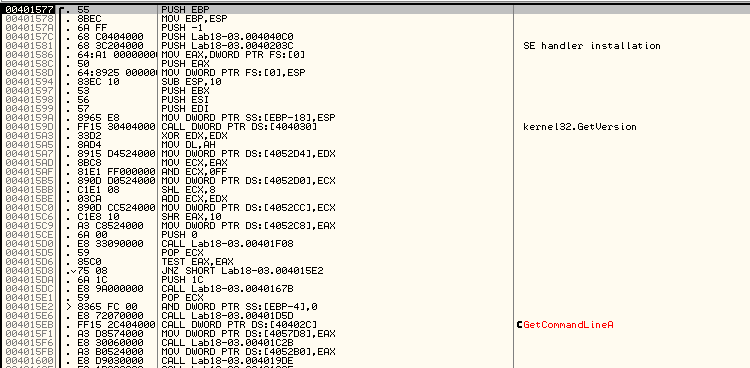 00401577 . 55 PUSH EBP
00401578 . 8BEC MOV EBP,ESP
0040157A . 6A FF PUSH -1
0040157C . 68 C0404000 PUSH Lab18-03.004040C0
00401581 . 68 3C204000 PUSH Lab18-03.0040203C SE handler installation
00401586 . 64:A1 0000000 MOV EAX,DWORD PTR FS:[0]
0040158C . 50 PUSH EAX
0040158D . 64:8925 00000 MOV DWORD PTR FS:[0],ESP
00401594 . 83EC 10 SUB ESP,10
00401597 . 53 PUSH EBX
00401598 . 56 PUSH ESI
00401599 . 57 PUSH EDI
0040159A . 8965 E8 MOV DWORD PTR SS:[EBP-18],ESP
0040159D . FF15 30404000 CALL DWORD PTR DS:[404030] kernel32.GetVersion
004015A3 . 33D2 XOR EDX,EDX
004015A5 . 8AD4 MOV DL,AH
004015A7 . 8915 D4524000 MOV DWORD PTR DS:[4052D4],EDX
004015AD . 8BC8 MOV ECX,EAX
004015AF . 81E1 FF000000 AND ECX,0FF
004015B5 . 890D D0524000 MOV DWORD PTR DS:[4052D0],ECX
004015BB . C1E1 08 SHL ECX,8
004015BE . 03CA ADD ECX,EDX
004015C0 . 890D CC524000 MOV DWORD PTR DS:[4052CC],ECX
004015C6 . C1E8 10 SHR EAX,10
004015C9 . A3 C8524000 MOV DWORD PTR DS:[4052C8],EAX
004015CE . 6A 00 PUSH 0
004015D0 . E8 33090000 CALL Lab18-03.00401F08
004015D5 . 59 POP ECX
004015D6 . 85C0 TEST EAX,EAX
004015D8 . 75 08 JNZ SHORT Lab18-03.004015E2
004015DA . 6A 1C PUSH 1C
004015DC . E8 9A000000 CALL Lab18-03.0040167B
004015E1 . 59 POP ECX
004015E2 > 8365 FC 00 AND DWORD PTR SS:[EBP-4],0
004015E6 . E8 72070000 CALL Lab18-03.00401D5D
004015EB . FF15 2C404000 CALL DWORD PTR DS:[40402C] GetCommandLineA
004015F1 . A3 D8574000 MOV DWORD PTR DS:[4057D8],EAX
004015F6 . E8 30060000 CALL Lab18-03.00401C2B
004015FB . A3 B0524000 MOV DWORD PTR DS:[4052B0],EAX
00401600 . E8 D9030000 CALL Lab18-03.004019DE